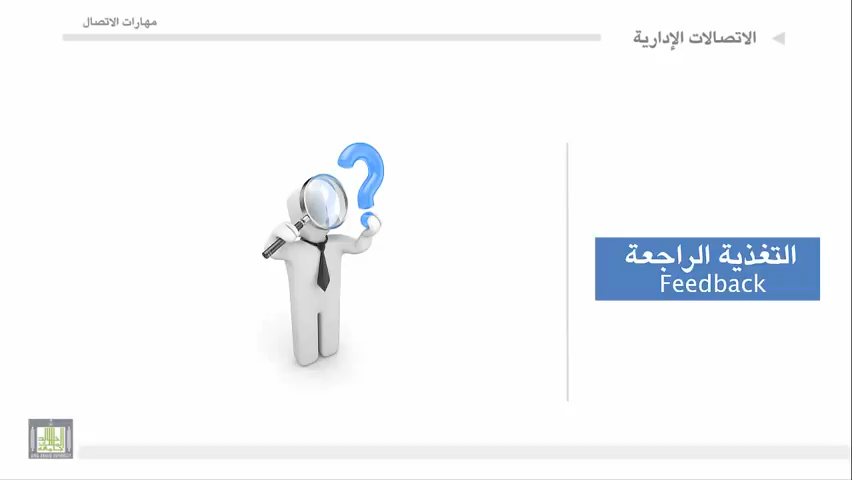 مهارات الاتصال
الاتصالات الإدارية
التغذية الراجعة
Feedback